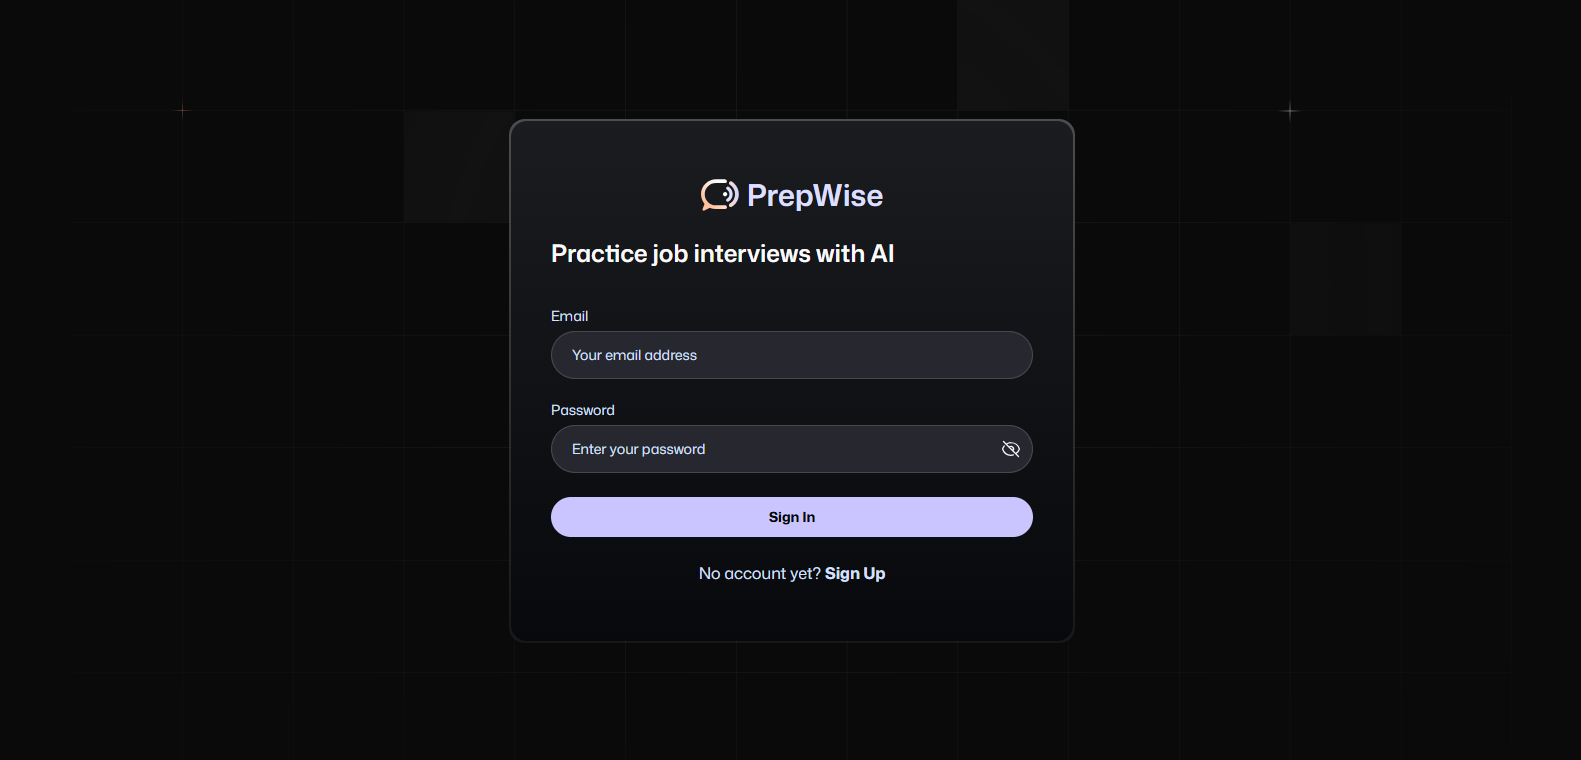 PrepWise
Practice job interviews with AI
Email
Your email address
Password
Enter your password
Sign In
No account yet? Sign Up